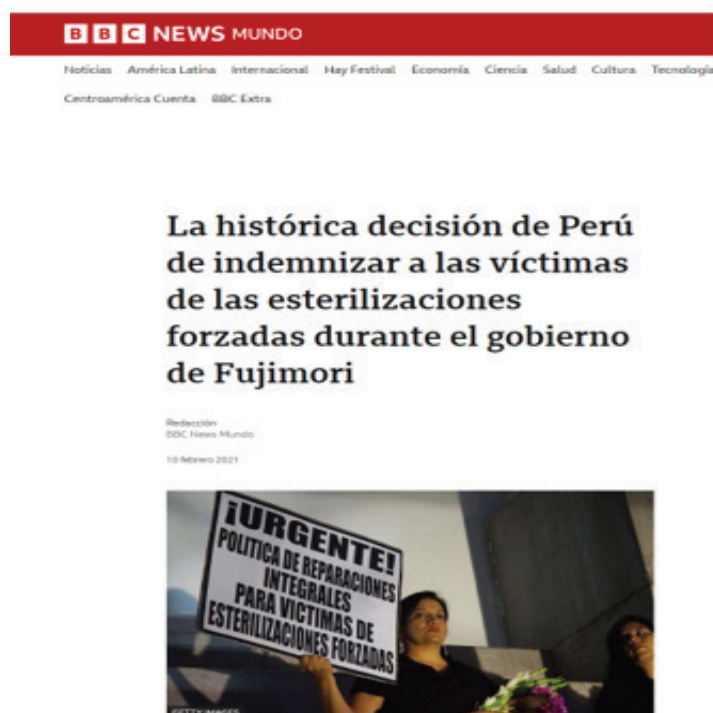 BBC NEWS MUNDO
Noticias América Latina Internacional Hay Festival Economía Ciencia Salud Cultura Tecnología
Centroamérica Cuenta BBC Extra
La histórica decisión de Perú
de indemnizar a las víctimas
de las esterilizaciones
forzadas durante el gobierno
de Fujimori
Redacción
BBC News Mundo
10 febrero 2021
¡URGENTE!
POLITICA DE REPARACIONES
INTEGRALES
PARA VICTIMAS DE
ESTERILIZACIONES FORZADAS
GETTY IMAGES